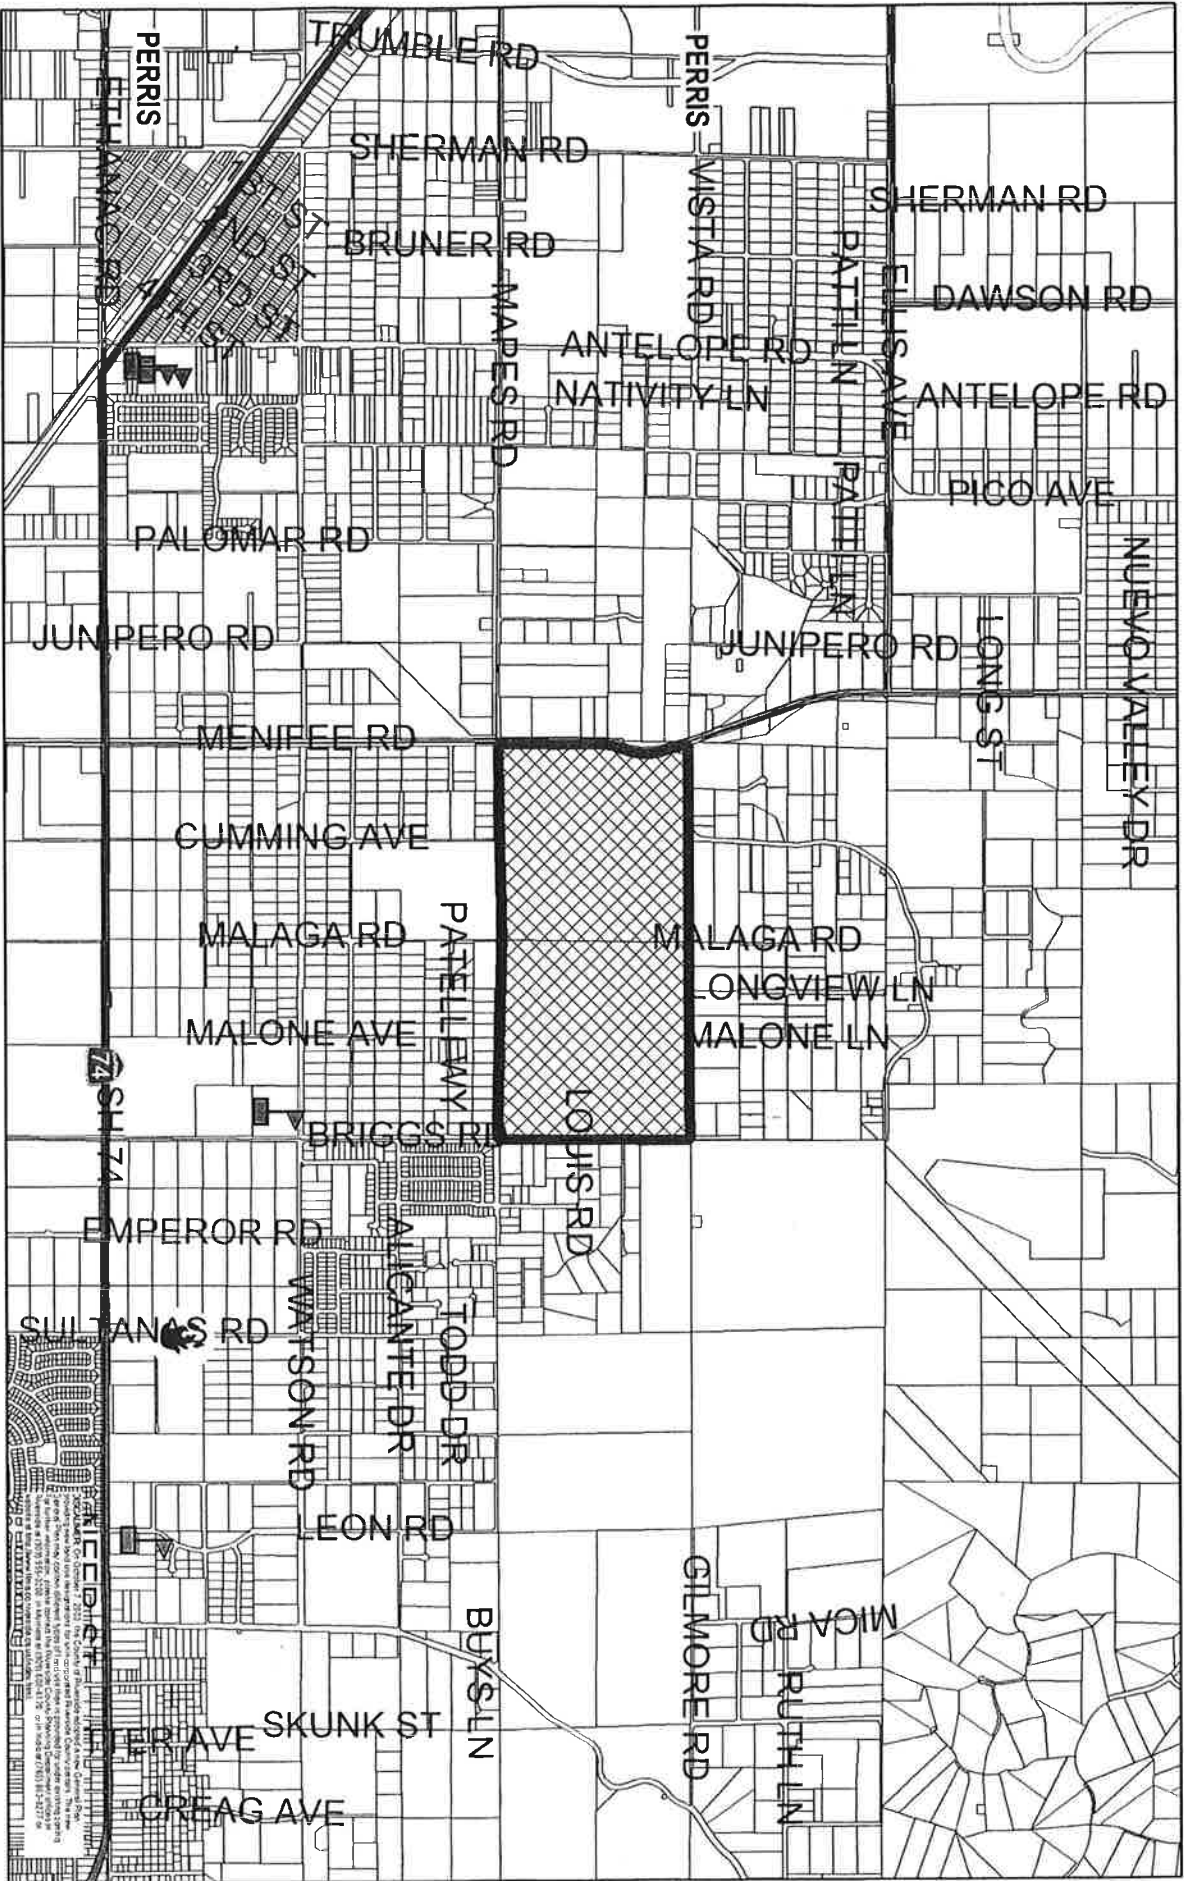 TRUMBLE RD
PERRIS
PERRIS
ETHANAC RD
SHERMAN RD
SHERMAN RD
VISTA RD
1ST ST
2ND ST
3RD ST
4TH ST
BRUNER RD
PATTI LN
ELLIS AVE
DAWSON RD
MAPES RD
ANTELOPE RD
NATIVITY LN
ANTELOPE RD
PATTI LN
PICO AVE
PALOMAR RD
NUEVO VALLEY DR
JUNIPERO RD
JUNIPERO RD
LONG ST
MENIFEE RD
CUMMING AVE
MALAGA RD
PATELLI WY
MALAGA RD
LONGVIEW LN
MALONE AVE
MALONE LN
74
SH 74
BRIGGS RD
LOUIS RD
EMPEROR RD
ALICANTE DR
WATSON RD
TODD DR
SULTANAS RD
LEON RD
GILMORE RD
MICA RD
BUYS LN
RUTH LN
SKUNK ST
CREAG AVE